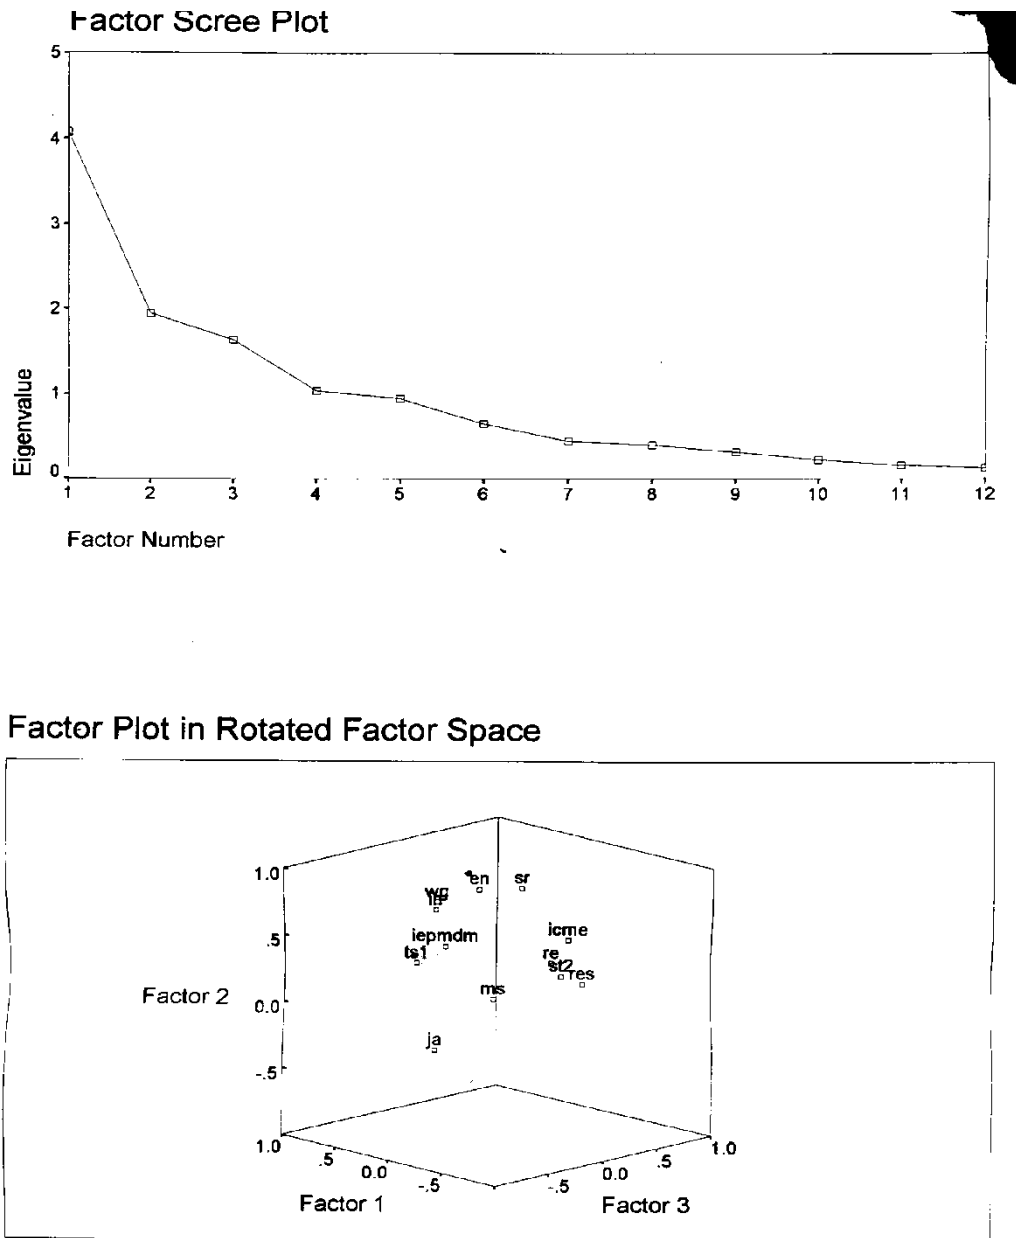 Factor Scree Plot
5
4
3
2
1
0
Eigenvalue
1 2 3 4 5 6 7 8 9 10 11 12
Factor Number
Factor Plot in Rotated Factor Space
1.0
.5
0.0
-.5
Factor 2
en
sr
wg
icme
iepmdm
ts1
re
st2
res
ms
ja
1.0 .5 0.0 -.5
-.5 0.0 .5 1.0
Factor 1
Factor 3